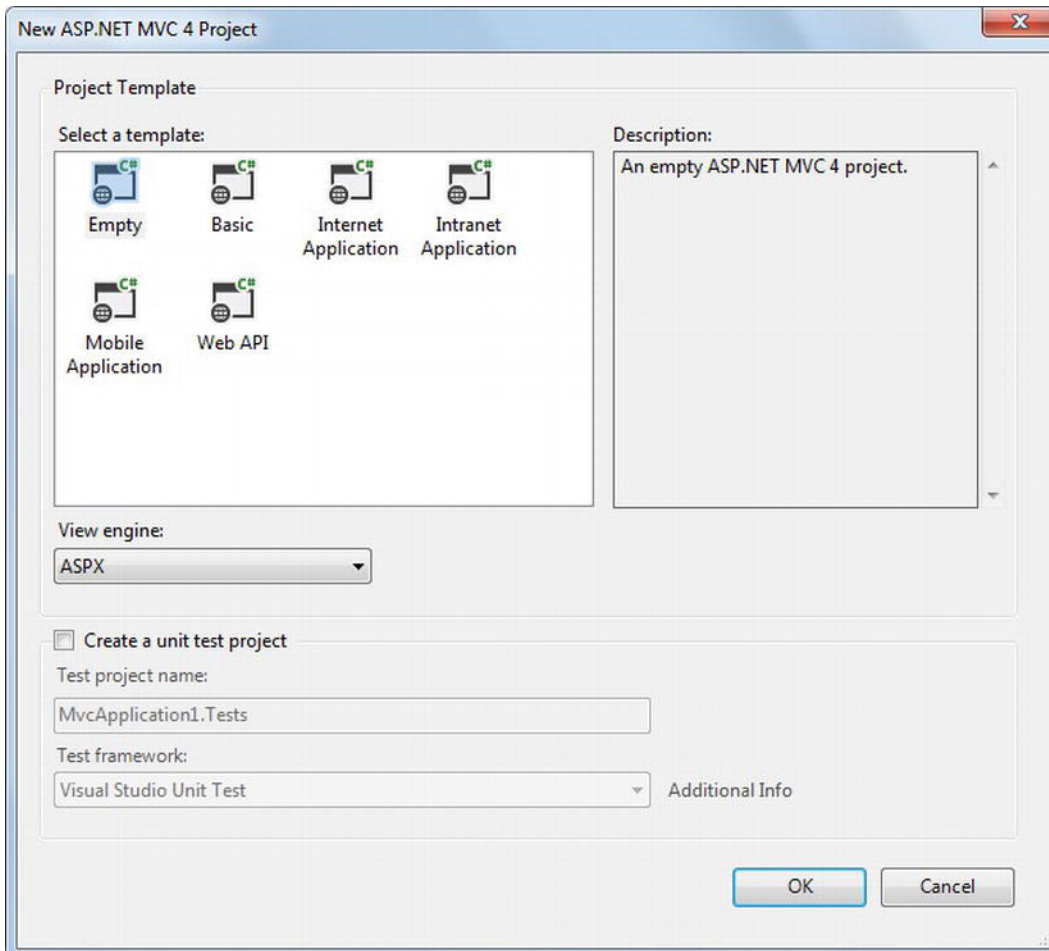 New ASP.NET MVC 4 Project
Project Template
Select a template:
Description:
C# C# C# C#
Empty
Basic
Internet
Application
Intranet
Application
C# C#
Mobile
Application
Web API
An empty ASP.NET MVC 4 project.
View engine:
ASPX
Create a unit test project
Test project name:
MvcApplication1.Tests
Test framework:
Visual Studio Unit Test
Additional Info
OK
Cancel